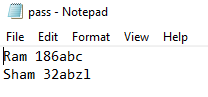 pass - Notepad
File Edit Format View Help
Ram 186abc
Sham 32abzl